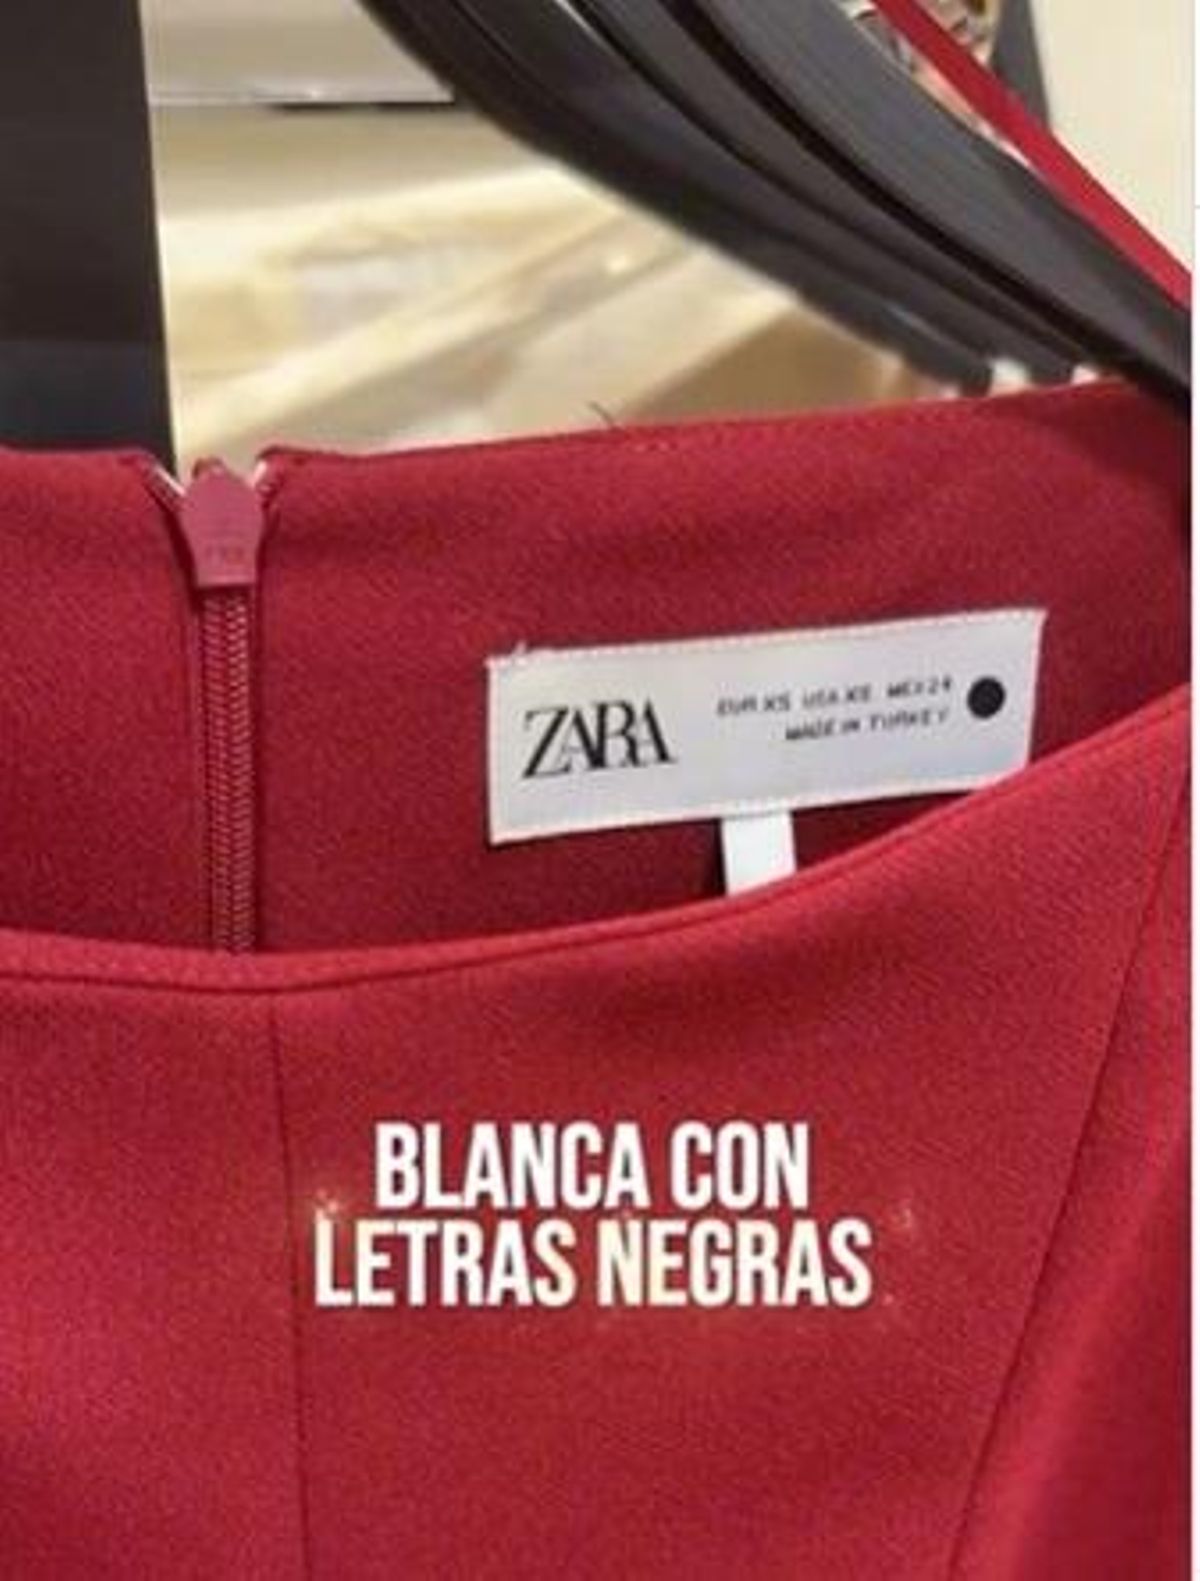 ZARA
EUR XS USA XS MEX 24
MADE IN TURKEY
BLANCA CON
LETRAS NEGRAS